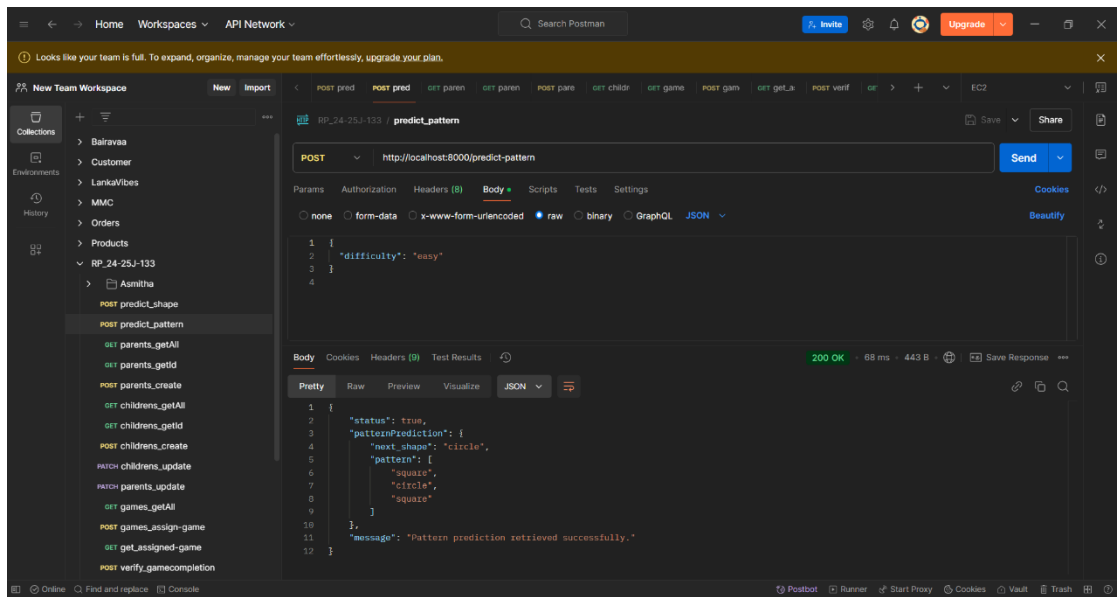 Home Workspaces API Network Search Postman Invite Upgrade
Looks like your team is full. To expand, organize, manage your team effortlessly, upgrade your plan.
New Team Workspace New Import
POST pred POST pred GET paren GET paren POST pare GET childr GET game POST gam GET get_a: POST verif GE EC2
Collections
Environments
History
Bairavaa
Customer
LankaVibes
MMC
Orders
Products
RP_24-25J-133
Asmitha
POST predict_shape
POST predict_pattern
GET parents_getAll
GET parents_getId
POST parents_create
GET childrens_getAll
GET childrens_getId
POST childrens_create
PATCH childrens_update
PATCH parents_update
GET games_getAll
POST games_assign-game
GET get_assigned-game
POST verify_gamecompletion
HTTP RP_24-25J-133 / predict_pattern Save Share
POST http://localhost:8000/predict-pattern Send
Params Authorization Headers (8) Body Scripts Tests Settings Cookies
none form-data x-www-form-urlencoded raw binary GraphQL JSON Beautify
1 {
2 "difficulty": "easy"
3 }
4
Body Cookies Headers (9) Test Results 200 OK 68 ms 443 B Save Response
Pretty Raw Preview Visualize JSON
1 {
2 "status": true,
3 "patternPrediction": {
4 "next_shape": "circle",
5 "pattern": [
6 "square",
7 "circle",
8 "square"
9 ]
10 },
11 "message": "Pattern prediction retrieved successfully."
12 }
Online Find and replace Console Postbot Runner Start Proxy Cookies Vault Trash